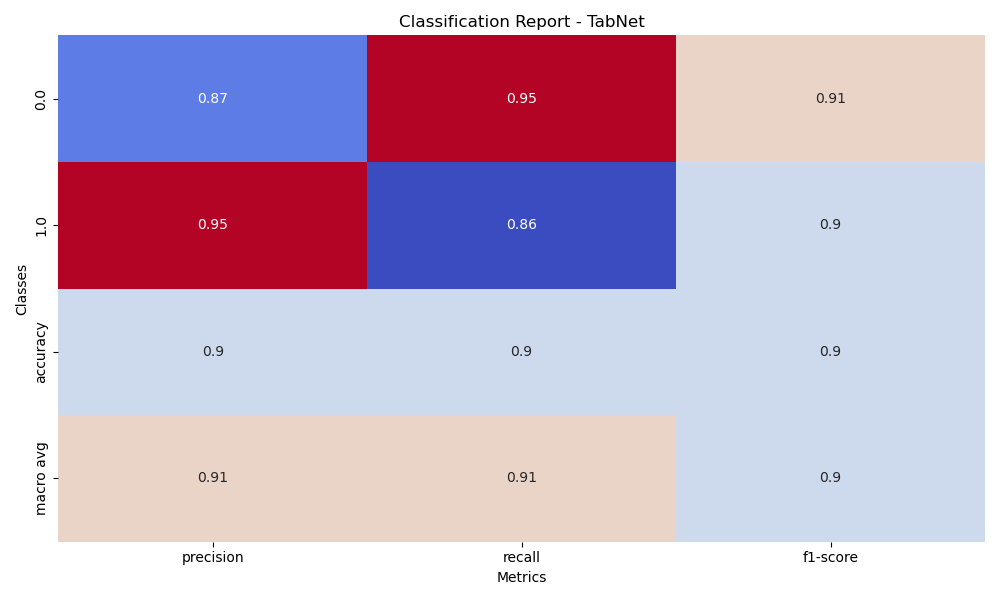 Classification Report - TabNet
Classes
0.0
0.87
0.95
0.91
1.0
0.95
0.86
0.9
accuracy
0.9
0.9
0.9
macro avg
0.91
0.91
0.9
precision
recall
f1-score
Metrics